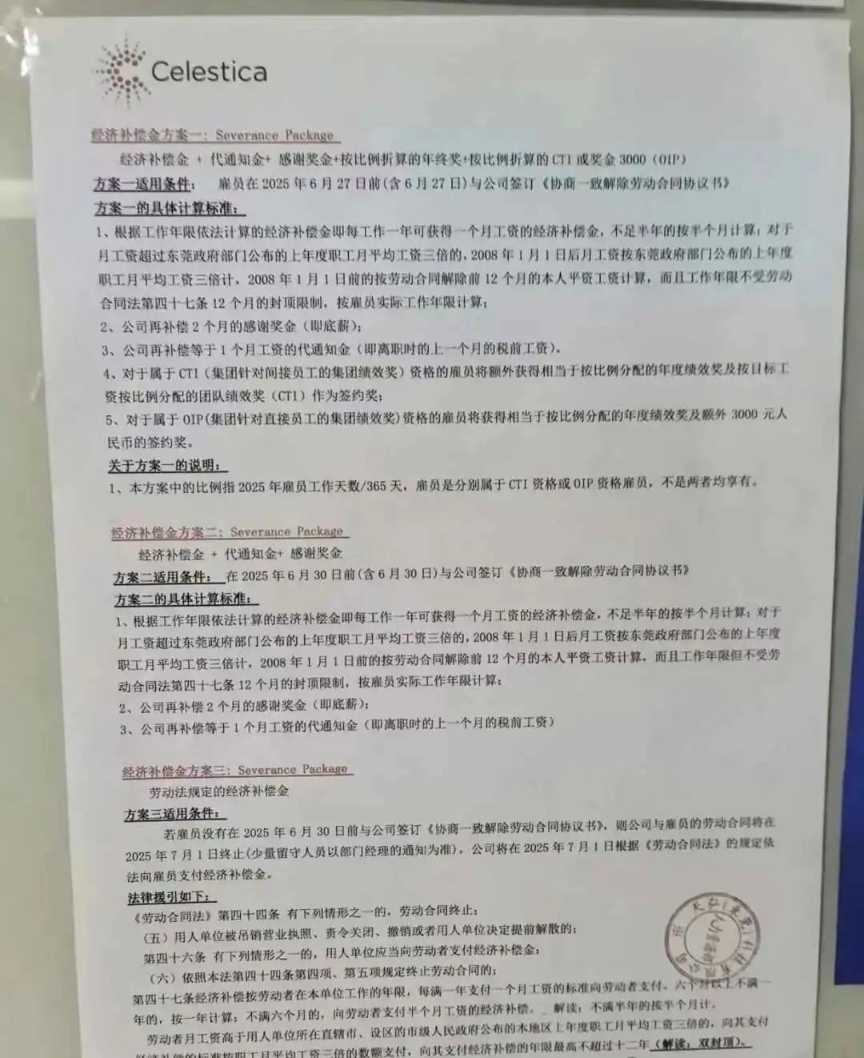 Celestica
经济补偿金方案一: Severance Package
经济补偿金 + 代通知金+ 感谢奖金+按比例折算的年终奖+按比例折算的 CTI 或奖金 3000（OIP）
方案一适用条件： 雇员在 2025 年 6 月 27 日前(含 6 月 27 日)与公司签订《协商一致解除劳动合同协议书》
方案一的具体计算标准：
1、根据工作年限依法计算的经济补偿金即每工作一年可获得一个月工资的经济补偿金，不足半年的按半个月计算；对于
月工资超过东莞政府部门公布的上年度职工月平均工资三倍的，2008 年 1 月 1 日后月工资按东莞政府部门公布的上年度
职工月平均工资三倍计，2008 年 1 月 1 日前的按劳动合同解除前 12 个月的本人平资工资计算，而且工作年限不受劳动
合同法第四十七条 12 个月的封顶限制，按雇员实际工作年限计算；
2、公司再补偿 2 个月的感谢奖金（即底薪）；
3、公司再补偿等于 1 个月工资的代通知金（即离职时的上一个月的税前工资）。
4、对于属于 CTI（集团针对间接员工的集团绩效奖）资格的雇员将额外获得相当于按比例分配的年度绩效奖及按目标工
资按比例分配的团队绩效奖（CTI）作为签约奖；
5、对于属于 OIP(集团针对直接员工的集团绩效奖)资格的雇员将获得相当于按比例分配的年度绩效奖及额外 3000 元人
民币的签约奖。
关于方案一的说明：
1、本方案中的比例指 2025 年雇员工作天数/365 天，雇员是分别属于 CTI 资格或 OIP 资格雇员，不是两者均享有。
经济补偿金方案二: Severance Package
经济补偿金 + 代通知金+ 感谢奖金
方案二适用条件： 在 2025 年 6 月 30 日前(含 6 月 30 日)与公司签订《协商一致解除劳动合同协议书》
方案二的具体计算标准：
1、根据工作年限依法计算的经济补偿金即每工作一年可获得一个月工资的经济补偿金，不足半年的按半个月计算；对于
月工资超过东莞政府部门公布的上年度职工月平均工资三倍的，2008 年 1 月 1 日后月工资按东莞政府部门公布的上年度
职工月平均工资三倍计，2008 年 1 月 1 日前的按劳动合同解除前 12 个月的本人平资工资计算，而且工作年限但不受劳
动合同法第四十七条 12 个月的封顶限制，按雇员实际工作年限计算；
2、公司再补偿 2 个月的感谢奖金（即底薪）；
3、公司再补偿等于 1 个月工资的代通知金（即离职时的上一个月的税前工资）
经济补偿金方案三: Severance Package
劳动法规定的经济补偿金
方案三适用条件：
若雇员没有在 2025 年 6 月 30 日前与公司签订《协商一致解除劳动合同协议书》，则公司与雇员的劳动合同将在
2025 年 7 月 1 日终止(少量留守人员以部门经理的通知为准)。公司将在 2025 年 7 月 1 日根据《劳动合同法》的规定依
法向雇员支付经济补偿金。
法律援引如下：
《劳动合同法》第四十四条 有下列情形之一的，劳动合同终止：
（五）用人单位被吊销营业执照、责令关闭、撤销或者用人单位决定提前解散的；
第四十六条 有下列情形之一的，用人单位应当向劳动者支付经济补偿金：
（六）依照本法第四十四条第四项、第五项规定终止劳动合同的；
第四十七条经济补偿按劳动者在本单位工作的年限，每满一年支付一个月工资的标准向劳动者支付。六个月以上不满一
年的，按一年计算；不满六个月的，向劳动者支付半个月工资的经济补偿。 解读：不满半年的按半个月计。
劳动者月工资高于用人单位所在直辖市、设区的市级人民政府公布的本地区上年度职工月平均工资三倍的，向其支付
经济补偿的标准按职工月平均工资三倍的数额支付，向其支付经济补偿的年限最高不超过十二年（解读：双封顶）。